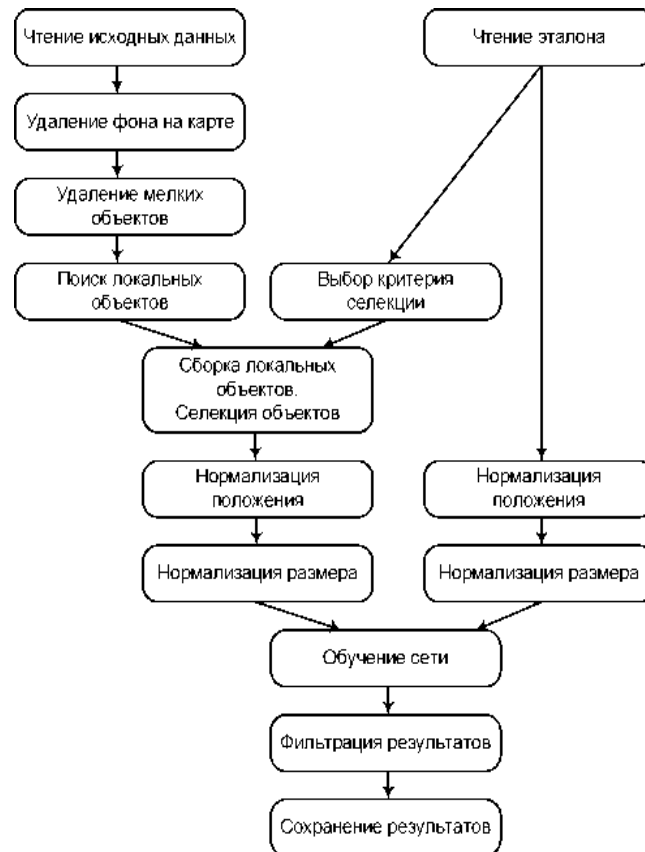 Чтение исходных данных
Чтение эталона
Удаление фона на карте
Удаление мелких
объектов
Поиск локальных
объектов
Выбор критерия
селекции
Сборка локальных
объектов.
Селекция объектов
Нормализация
положения
Нормализация
положения
Нормализация размера
Нормализация размера
Обучение сети
Фильтрация результатов
Сохранение результатов